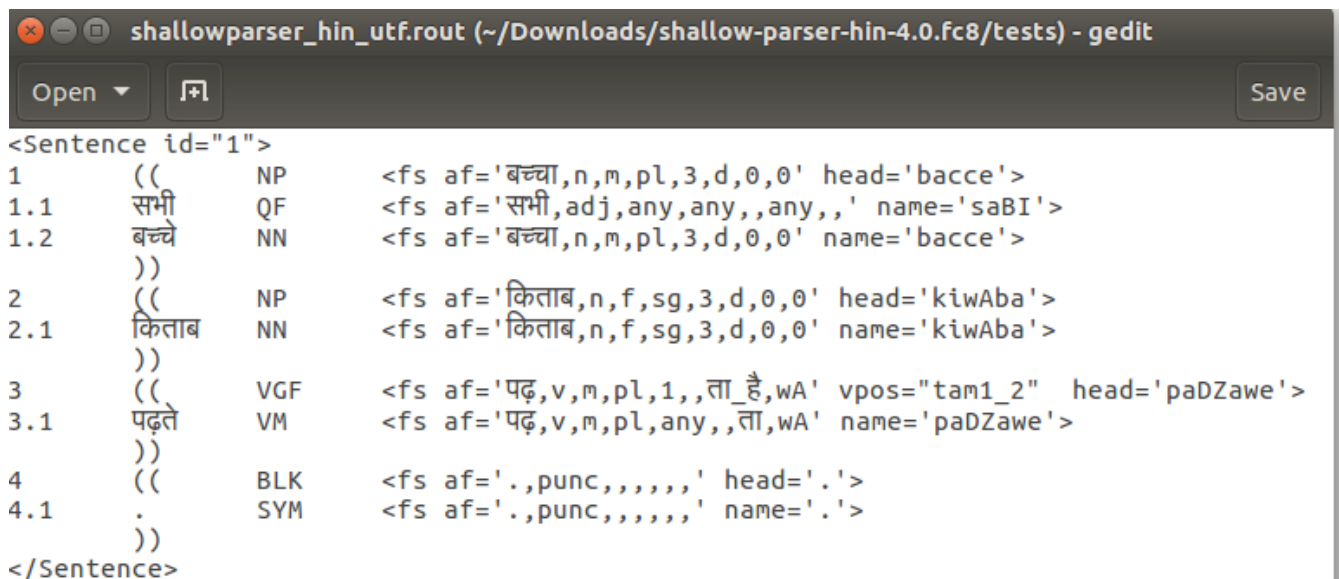 shallowparser_hin_utf.rout (~/Downloads/shallow-parser-hin-4.0.fc8/tests) - gedit
Open Save
<Sentence id="1">
1 (( NP <fs af='बच्चा,n,m,pl,3,d,0,0' head='bacce'>
1.1 सभी QF <fs af='सभी,adj,any,any,,any,,' name='saBI'>
1.2 बच्चे NN <fs af='बच्चा,n,m,pl,3,d,0,0' name='bacce'>
))
2 (( NP <fs af='किताब,n,f,sg,3,d,0,0' head='kiwAba'>
2.1 किताब NN <fs af='किताब,n,f,sg,3,d,0,0' name='kiwAba'>
))
3 (( VGF <fs af='पढ़,v,m,pl,1,,ता_है,wA' vpos="tam1_2" head='paDZawe'>
3.1 पढ़ते VM <fs af='पढ़,v,m,pl,any,,ता,wA' name='paDZawe'>
))
4 (( BLK <fs af='.,punc,,,,,,' head='.'>
4.1 . SYM <fs af='.,punc,,,,,,' name='.'>
))
</Sentence>